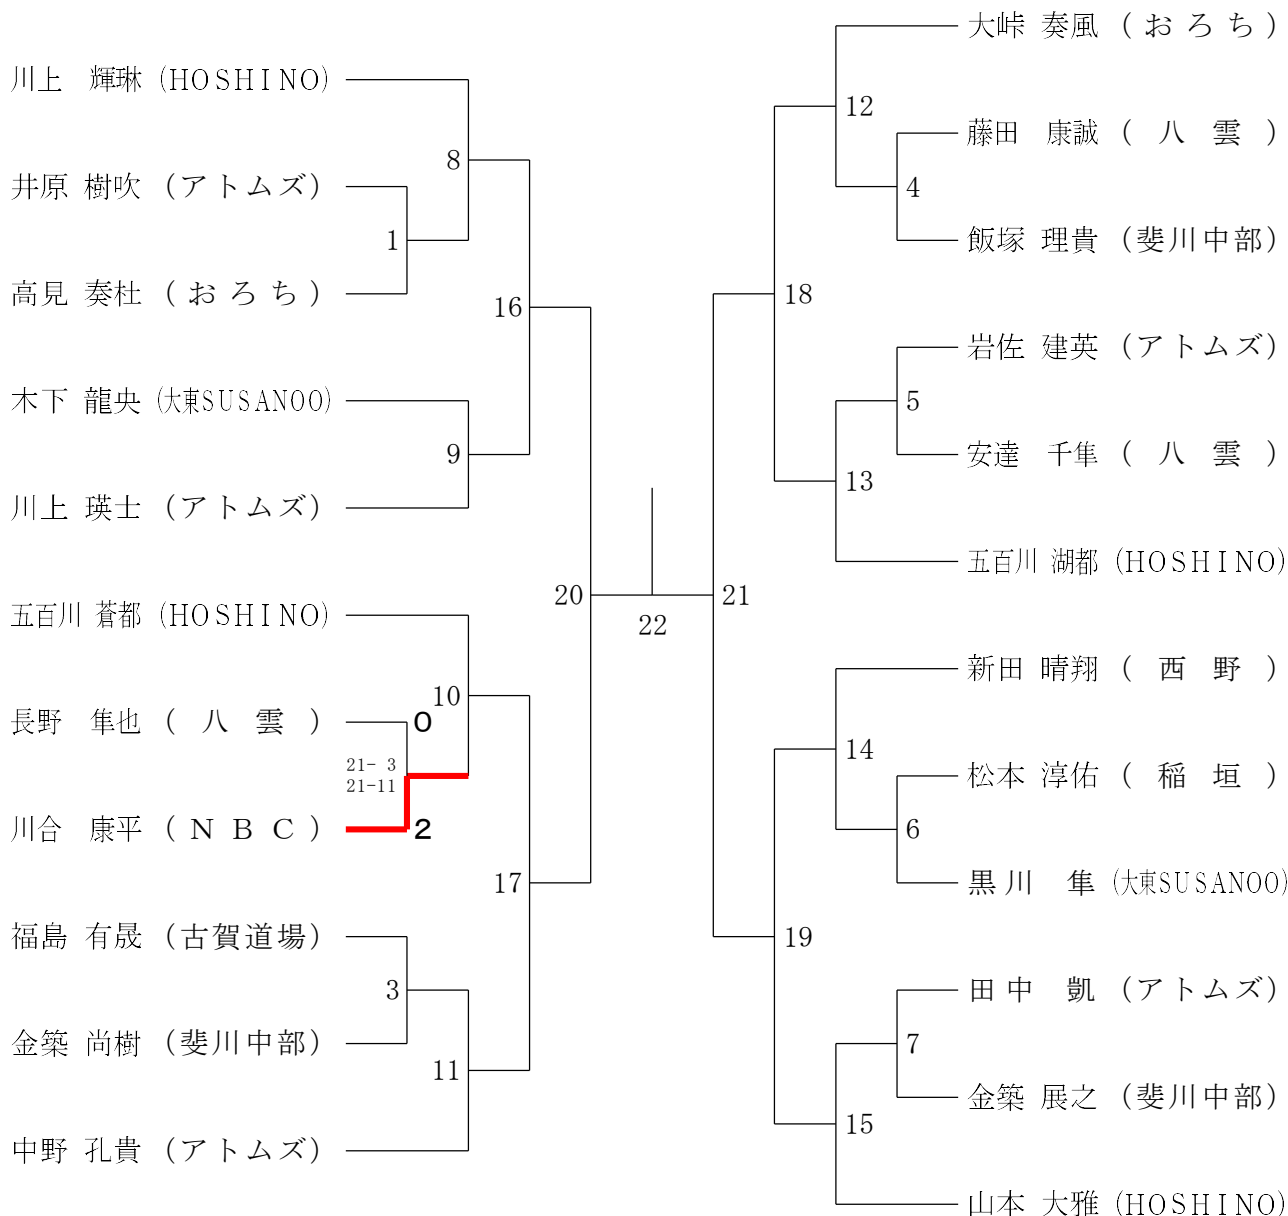 川上 輝琳 (HOSHINO)
8
井原 樹吹 (アトムズ)
1
高見 奏杜 (おろち)
16
木下 龍央 (大東SUSANOO)
9
川上 瑛士 (アトムズ)
20
五百川 蒼都 (HOSHINO)
10
長野 隼也 (八雲)
0
21- 3
21-11
川合 康平 (NBC)
2
17
福島 有晟 (古賀道場)
3
金築 尚樹 (斐川中部)
11
中野 孔貴 (アトムズ)
22
大峠 奏風 (おろち)
12
藤田 康誠 (八雲)
4
飯塚 理貴 (斐川中部)
18
岩佐 建英 (アトムズ)
5
安達 千隼 (八雲)
13
五百川 湖都 (HOSHINO)
21
新田 晴翔 (西野)
14
松本 淳佑 (稲垣)
6
黒川 隼 (大東SUSANOO)
19
田中 凱 (アトムズ)
7
金築 展之 (斐川中部)
15
山本 大雅 (HOSHINO)